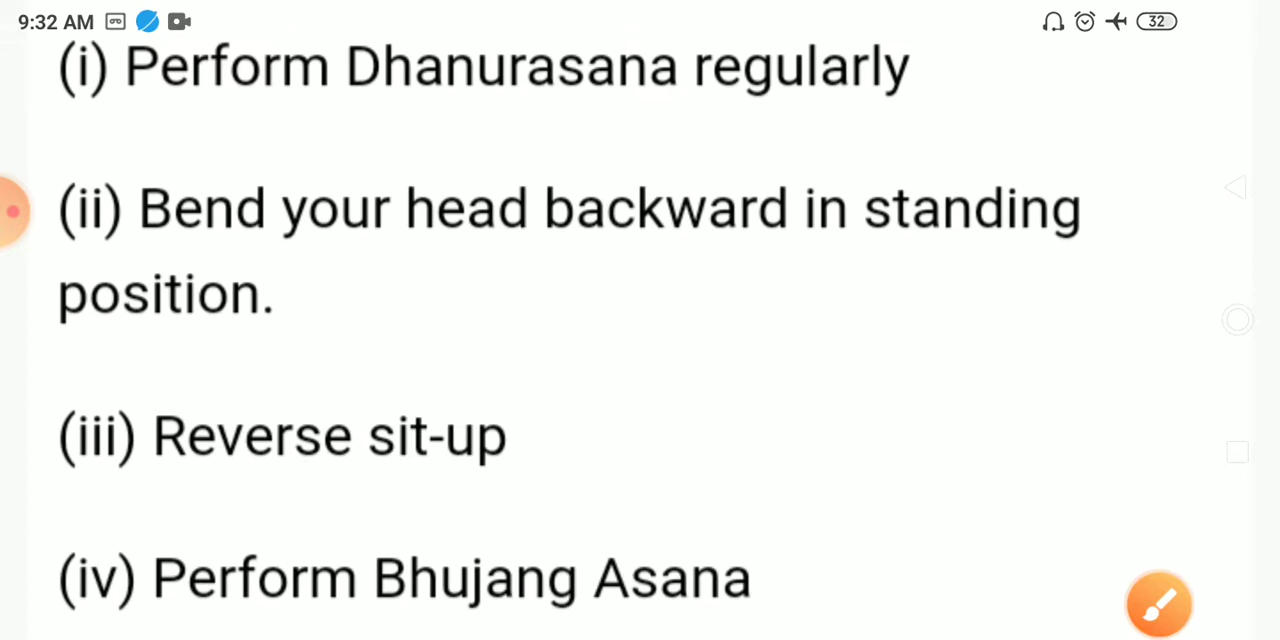 9:32 AM 32
(i) Perform Dhanurasana regularly
(ii) Bend your head backward in standing
position.
(iii) Reverse sit-up
(iv) Perform Bhujang Asana